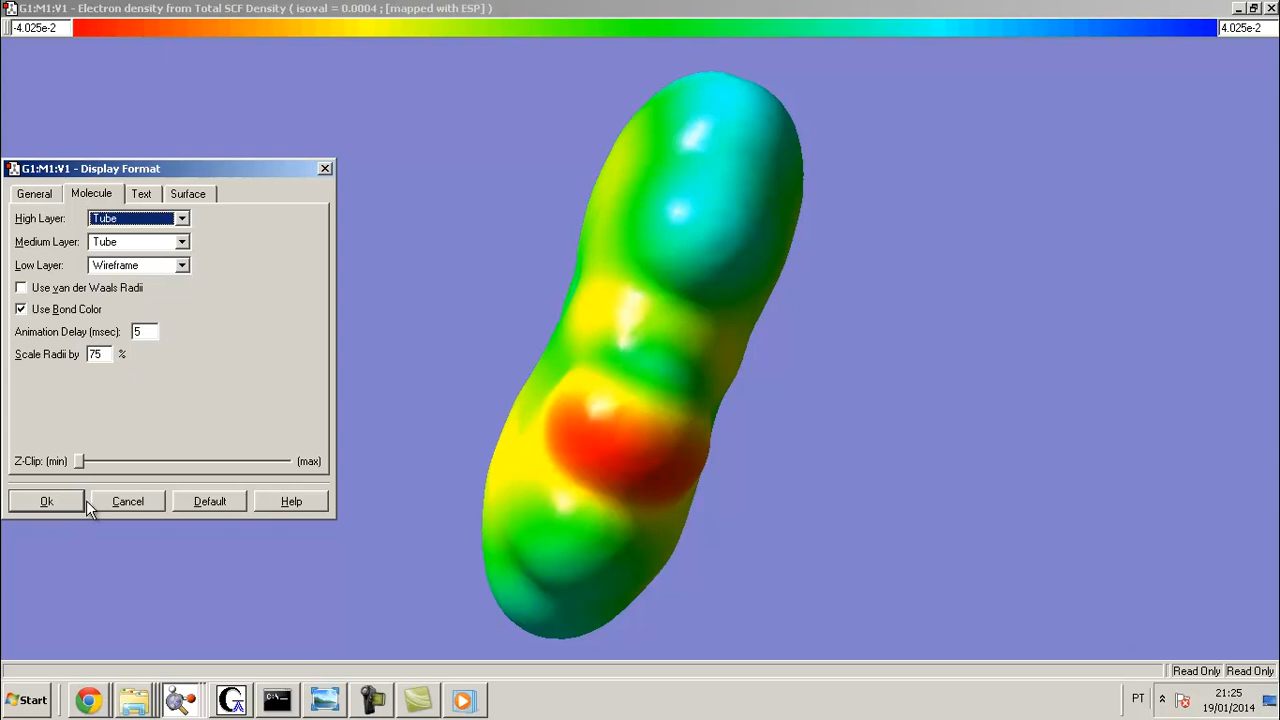 G1:M1:V1 - Electron density from Total SCF Density ( isoval = 0.0004 ; [mapped with ESP) )
-4.025e-2 4.025e-2
G1:M1:V1 - Display Format
General Molecule Text Surface
High Layer: Tube
Medium Layer: Tube
Low Layer: Wireframe
Use van der Waals Radii
Use Bond Color
Animation Delay (msec): 5
Scale Radii by 75 %
Z-Clip: (min) (max)
Ok Cancel Default Help
Read Only Read Only
Start PT 21:25
19/01/2014